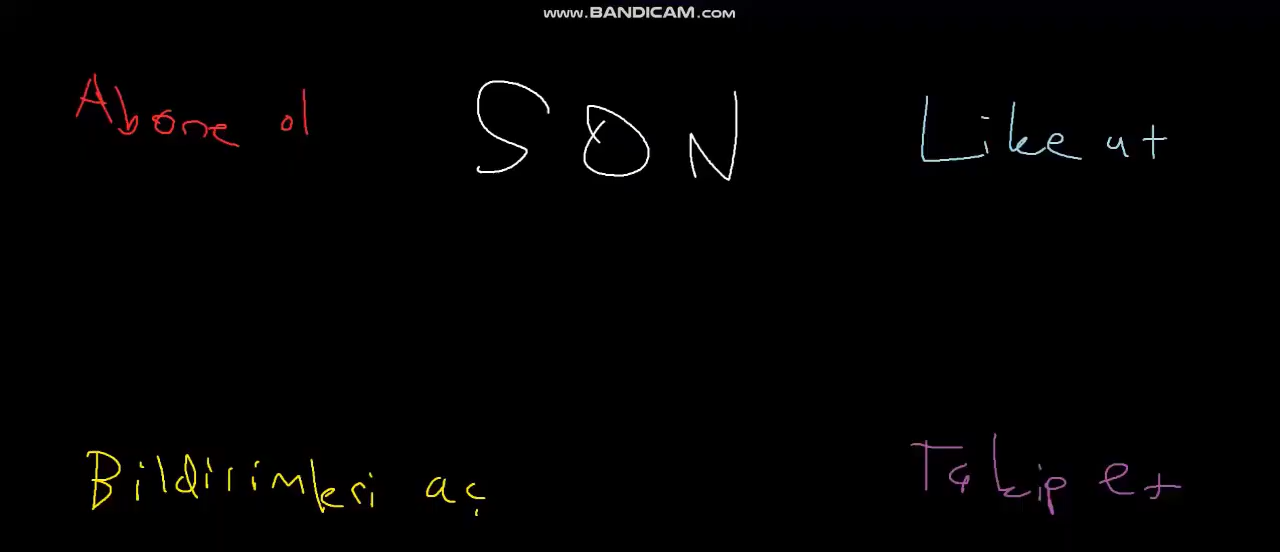 www.BANDICAM.com
Abone ol
SON
Like at
Bildirimleri aç
Takip et